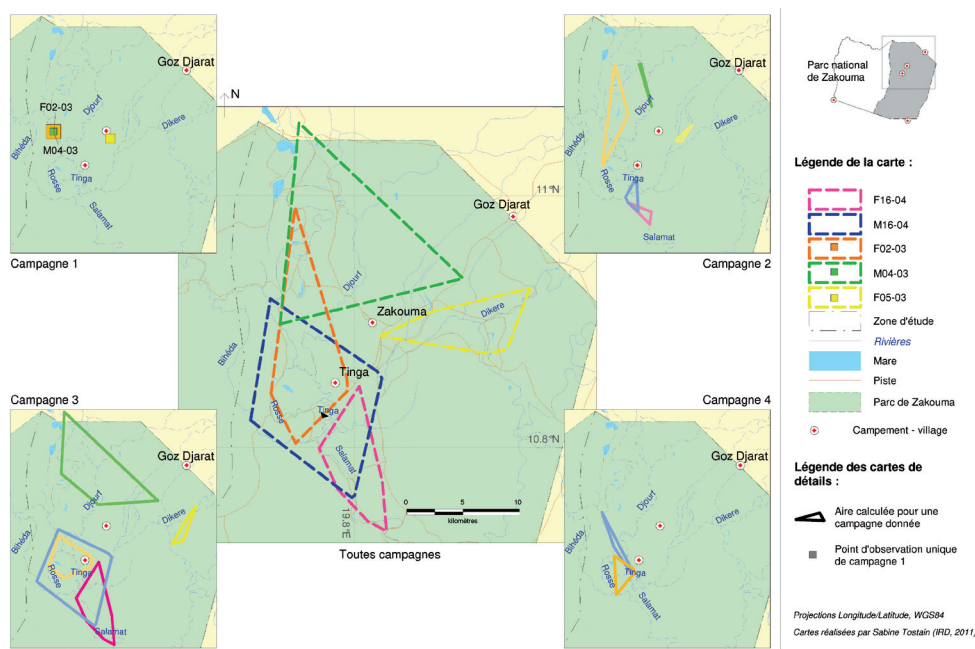 Goz Djarat
F02-03
Djourf
Dikere
Bihéda
M04-03
Rosse
Tinga
Salamat
Campagne 1
N
11°N
Goz Djarat
Djourf
Zakouma
Dikere
Bihéda
Tinga
Rosse
Tinga
Salamat
10.8°N
19.8°E
0 5 10
kilomètres
Toutes campagnes
Goz Djarat
Djourf
Dikere
Bihéda
Rosse
Tinga
Salamat
Campagne 2
Campagne 3
Goz Djarat
Djourf
Dikere
Bihéda
Rosse
Tinga
Salamat
Campagne 4
Goz Djarat
Djourf
Dikere
Bihéda
Rosse
Tinga
Salamat
Parc national
de Zakouma
Légende de la carte :
F16-04
M16-04
F02-03
M04-03
F05-03
Zone d'étude
Rivières
Mare
Piste
Parc de Zakouma
Campement - village
Légende des cartes de
détails :
Aire calculée pour une
campagne donnée
Point d'observation unique
de campagne 1
Projections Longitude/Latitude, WGS84
Cartes réalisées par Sabine Tostain (IRD, 2011)